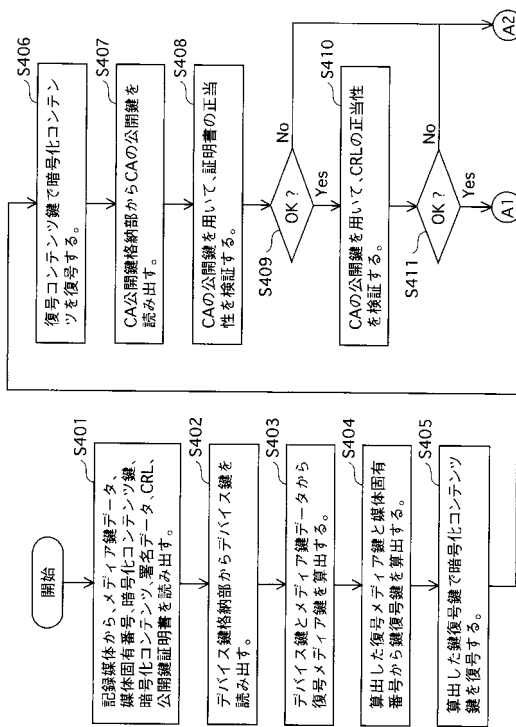 開始
S401
記録媒体から、メディア鍵データ、
媒体固有番号、暗号化コンテンツ鍵、
暗号化コンテンツ、署名データ、CRL、
公開鍵証明書を読み出す。
S402
デバイス鍵格納部からデバイス鍵を
読み出す。
S403
デバイス鍵とメディア鍵データから
復号メディア鍵を算出する。
S404
算出した復号メディア鍵と媒体固有
番号から鍵復号鍵を算出する。
S405
算出した鍵復号鍵で暗号化コンテンツ
鍵を復号する。
S406
復号コンテンツ鍵で暗号化コンテン
ツを復号する。
S407
CA公開鍵格納部からCAの公開鍵を
読み出す。
S408
CAの公開鍵を用いて、証明書の正当
性を検証する。
S409
OK?
No
Yes
S410
CAの公開鍵を用いて、CRLの正当性
を検証する。
S411
OK?
No
Yes
A1
A2